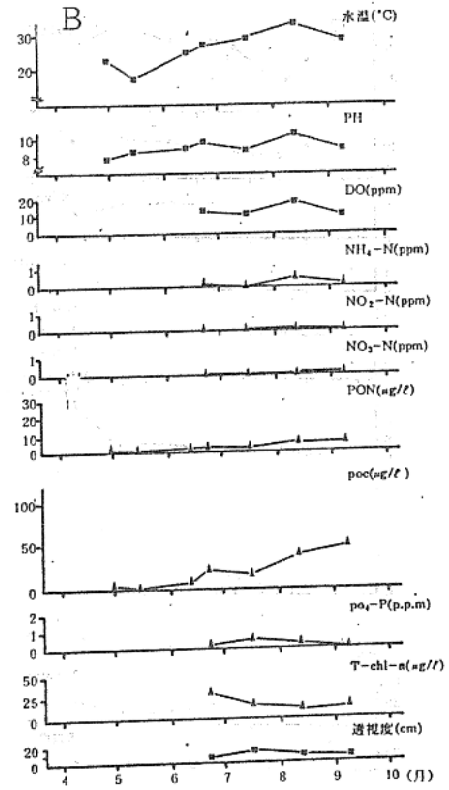 B
水温(°C)
30
20
PH
10
8
DO(ppm)
20
10
0
NH₄-N(ppm)
1
0
NO₂-N(ppm)
1
0
NO₃-N(ppm)
1
0
PON(μg/ℓ)
30
20
10
0
poc(μg/ℓ)
100
50
0
po₄-P(p.p.m)
2
1
0
T-chl-a(μg/ℓ)
50
25
0
透視度(cm)
20
0
4 5 6 7 8 9 10 (月)